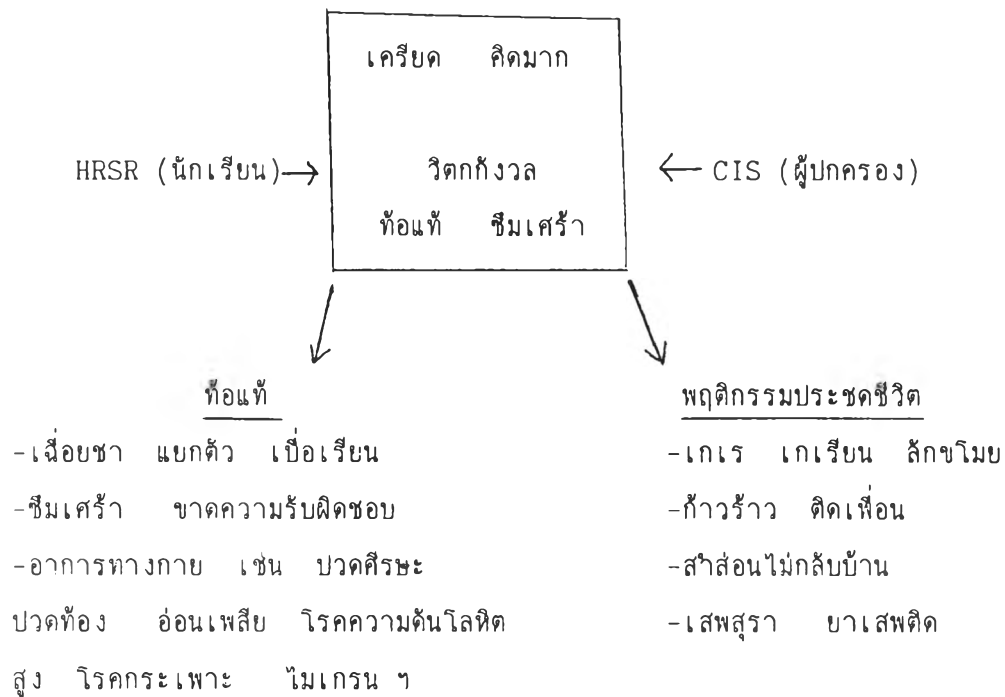 เครียด คิดมาก
HRSR (นักเรียน)→ วิตกกังวล ← CIS (ผู้ปกครอง)
ท้อแท้ ซึมเศร้า
ท้อแท้ พฤติกรรมประชดชีวิต
-เฉื่อยชา แยกตัว เบื่อเรียน -เกเร เกเรียน ลักขโมย
-ซึมเศร้า ขาดความรับผิดชอบ -ก้าวร้าว ติดเพื่อน
-อาการทางกาย เช่น ปวดศีรษะ -สำส่อนไม่กลับบ้าน
ปวดท้อง อ่อนเพลีย โรคความดันโลหิต -เสพสุรา ยาเสพติด
สูง โรคกระเพาะ ไมเกรน ฯ